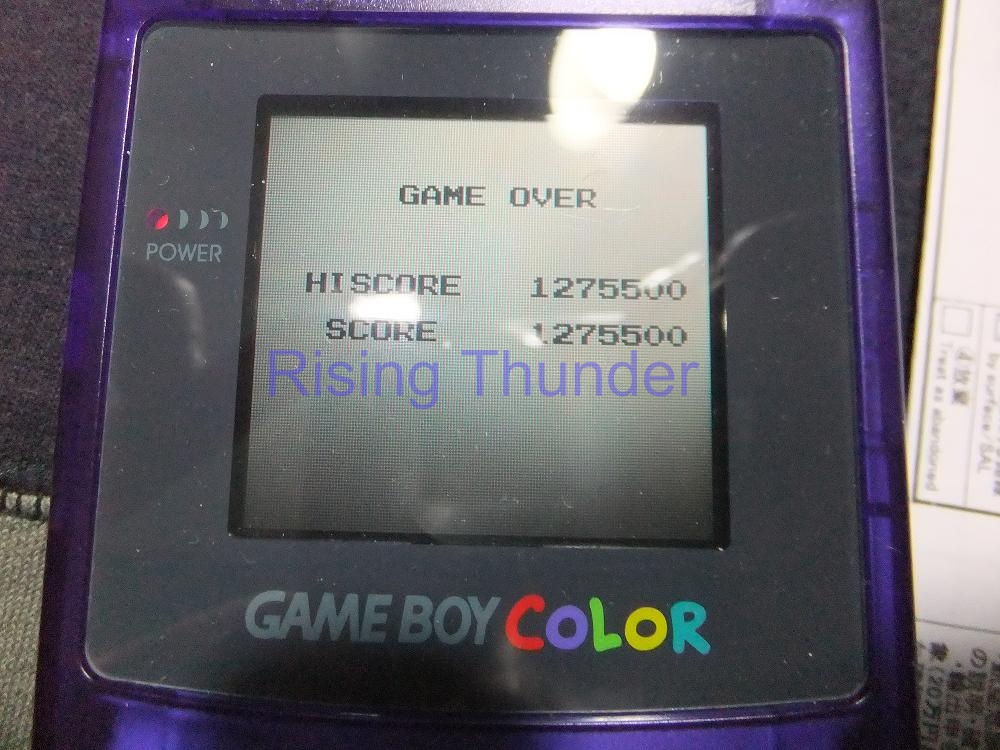 GAME OVER
HISCORE 1275500
SCORE 1275500
Rising Thunder
POWER
GAME BOY COLOR
by surface/SAL
Treat as abandoned